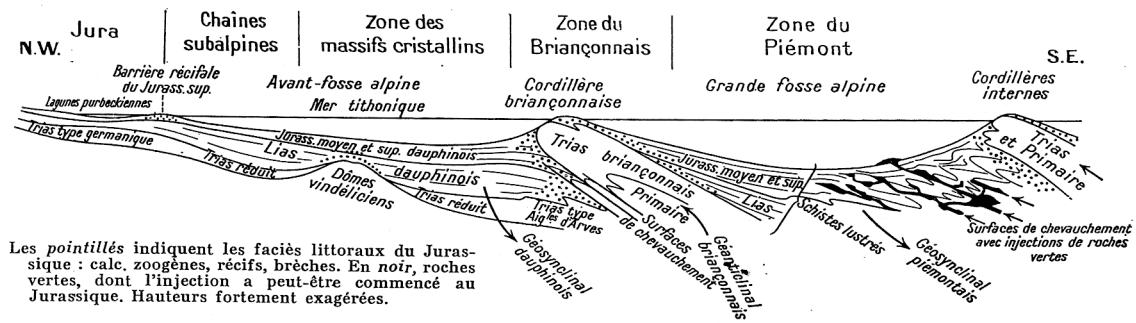 Jura
Chaînes
subalpines
Zone des
massifs cristallins
Zone du
Briançonnais
Zone du
Piémont
N.W.
S.E.
Barrière récifale
du Jurass. sup.
Avant-fosse alpine
Mer tithonique
Cordillère
briançonnaise
Grande fosse alpine
Cordillères
internes
Lagunes purbeckiennes
Trias type germanique
Trias réduit
Lias
Jurass. moyen et sup. dauphinois
dauphinois
Dômes
vindéliciens
Trias réduit
Trias type
Aigles d'Arves
Géosynclinal
dauphinois
Trias briançonnais
Primaire
Surfaces
de chevauchement
Géanticlinal
briançonnais
Jurass. moyen et sup.
Lias
Schistes lustrés
Géosynclinal
piémontais
Trias
et Primaire
Surfaces de chevauchement
avec injections de roches
vertes
Les pointillés indiquent les faciès littoraux du Juras-
sique : calc. zoogènes, récifs, brèches. En noir, roches
vertes, dont l'injection a peut-être commencé au
Jurassique. Hauteurs fortement exagérées.